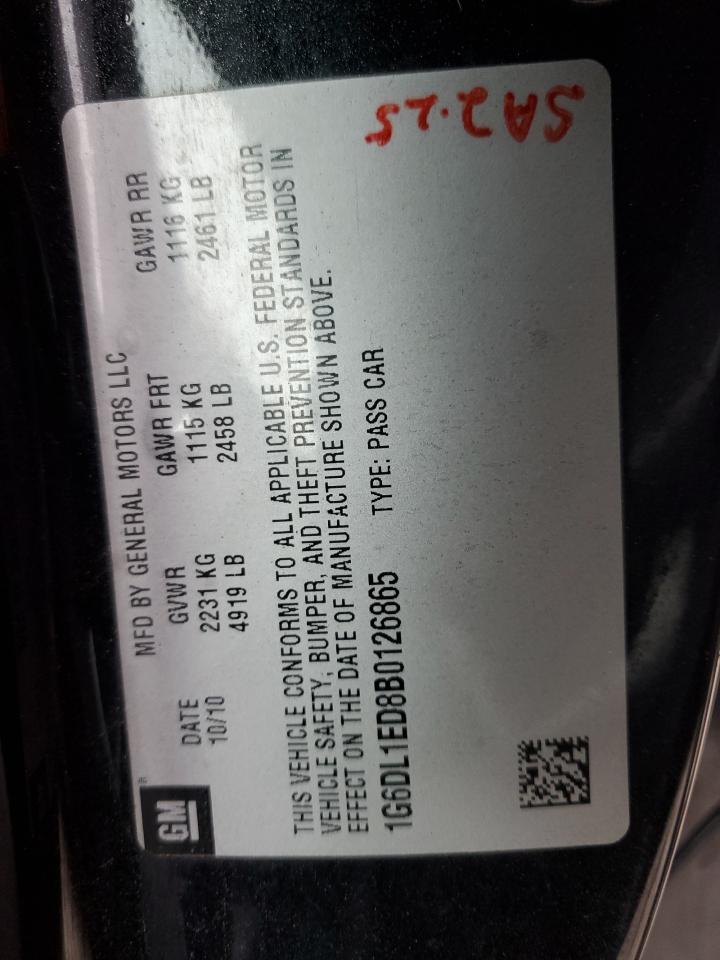 GM
MFD BY GENERAL MOTORS LLC
DATE GVWR GAWR FRT GAWR RR
10/10 2231 KG 1115 KG 1116 KG
4919 LB 2458 LB 2461 LB
THIS VEHICLE CONFORMS TO ALL APPLICABLE U.S. FEDERAL MOTOR
VEHICLE SAFETY, BUMPER, AND THEFT PREVENTION STANDARDS IN
EFFECT ON THE DATE OF MANUFACTURE SHOWN ABOVE.
1G6DL1ED8B0126865 TYPE: PASS CAR